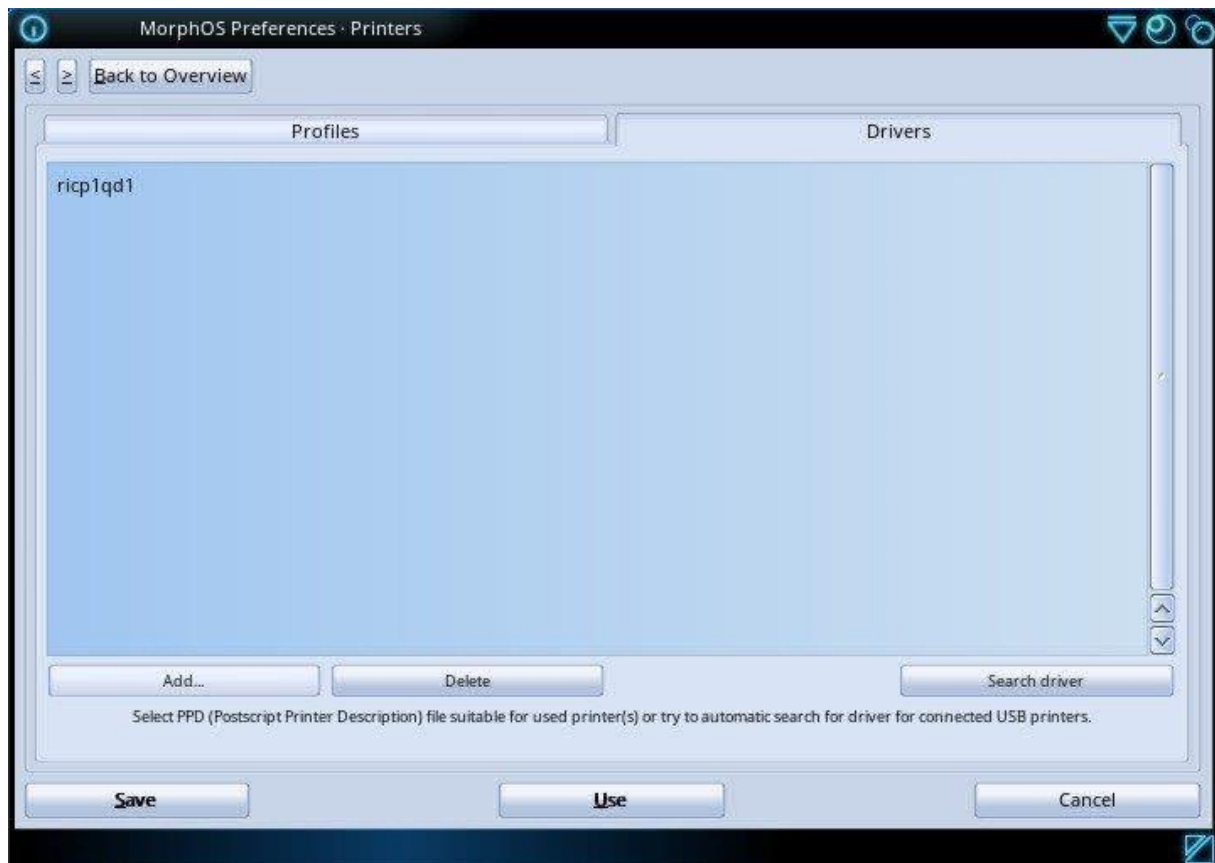 MorphOS Preferences · Printers
< > Back to Overview
Profiles Drivers
ricp1qd1
Add... Delete Search driver
Select PPD (Postscript Printer Description) file suitable for used printer(s) or try to automatic search for driver for connected USB printers.
Save Use Cancel